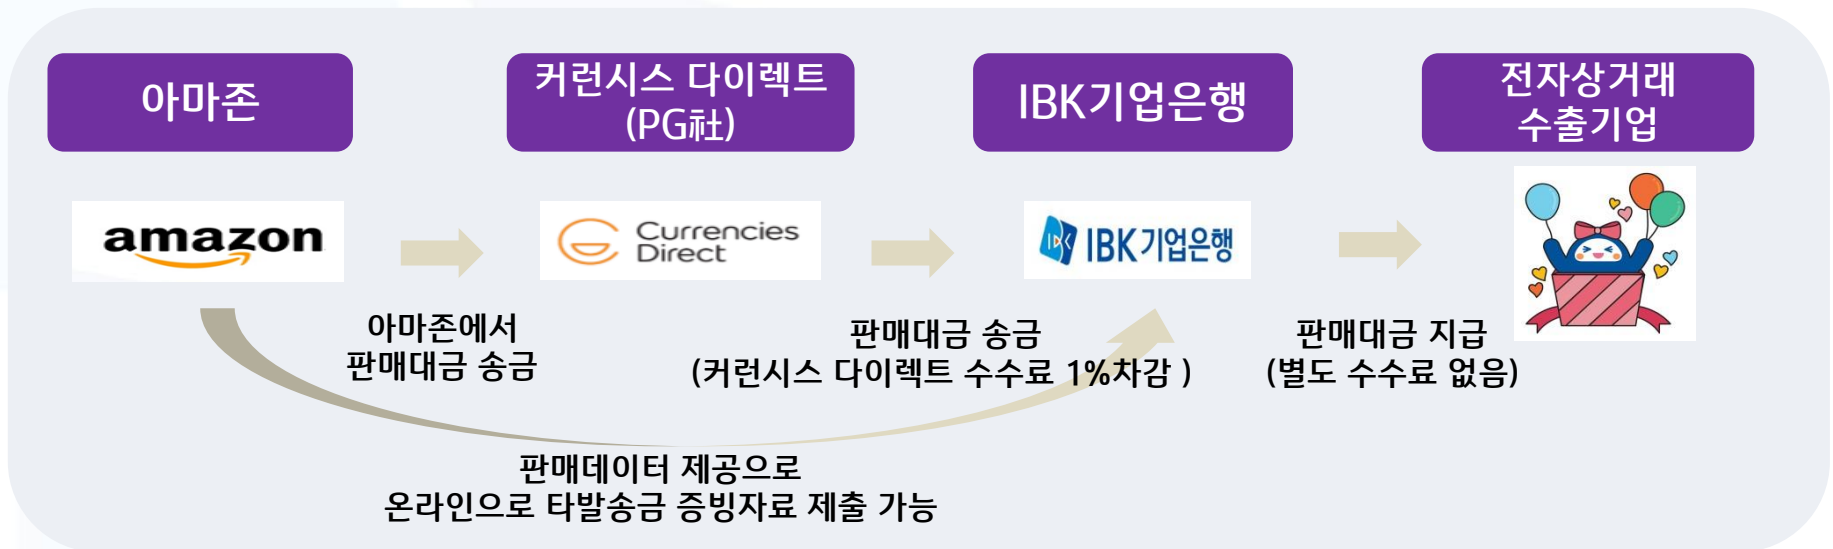 아마존
커런시스 다이렉트
(PG社)
IBK기업은행
전자상거래
수출기업
amazon
Currencies
Direct
IBK기업은행
아마존에서
판매대금 송금
판매대금 송금
(커런시스 다이렉트 수수료 1%차감 )
판매대금 지급
(별도 수수료 없음)
판매데이터 제공으로
온라인으로 타발송금 증빙자료 제출 가능